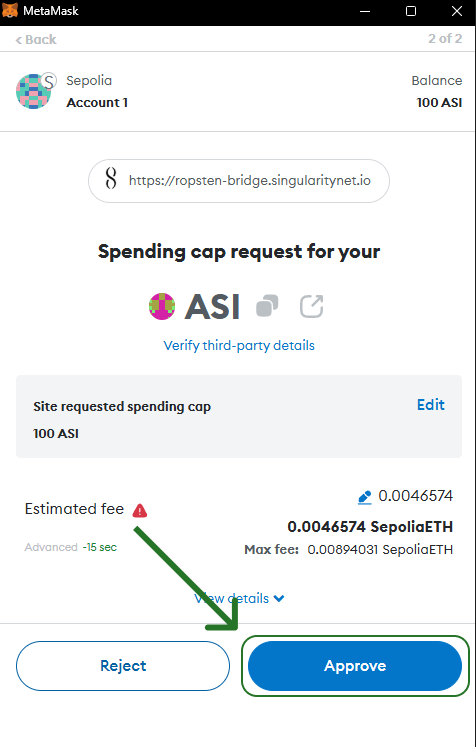 MetaMask
< Back
2 of 2
S
Sepolia
Balance
Account 1
100 ASI
https://ropsten-bridge.singularitynet.io
Spending cap request for your
ASI
Verify third-party details
Site requested spending cap
Edit
100 ASI
0.0046574
Estimated fee
0.0046574 SepoliaETH
Advanced ~15 sec
Max fee: 0.00894031 SepoliaETH
View details
Reject
Approve